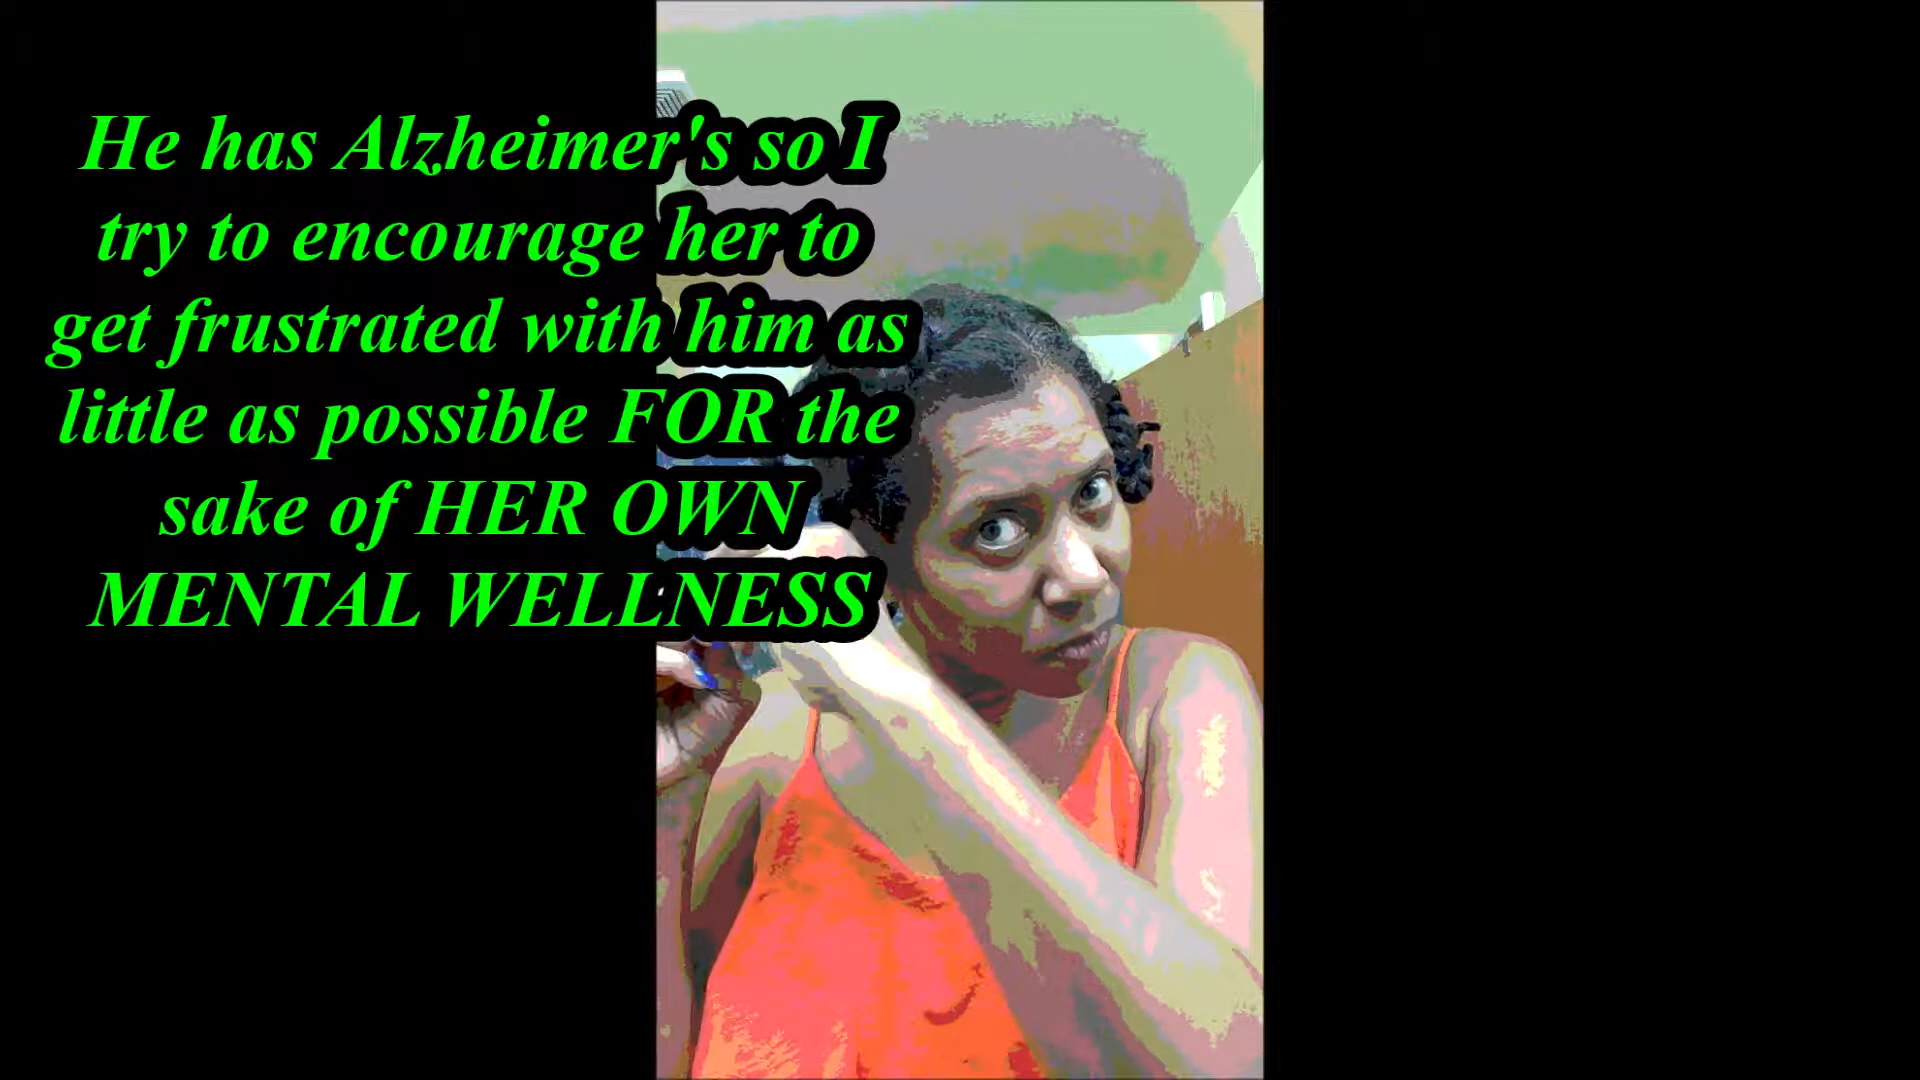 He has Alzheimer's so I
try to encourage her to
get frustrated with him as
little as possible FOR the
sake of HER OWN
MENTAL WELLNESS